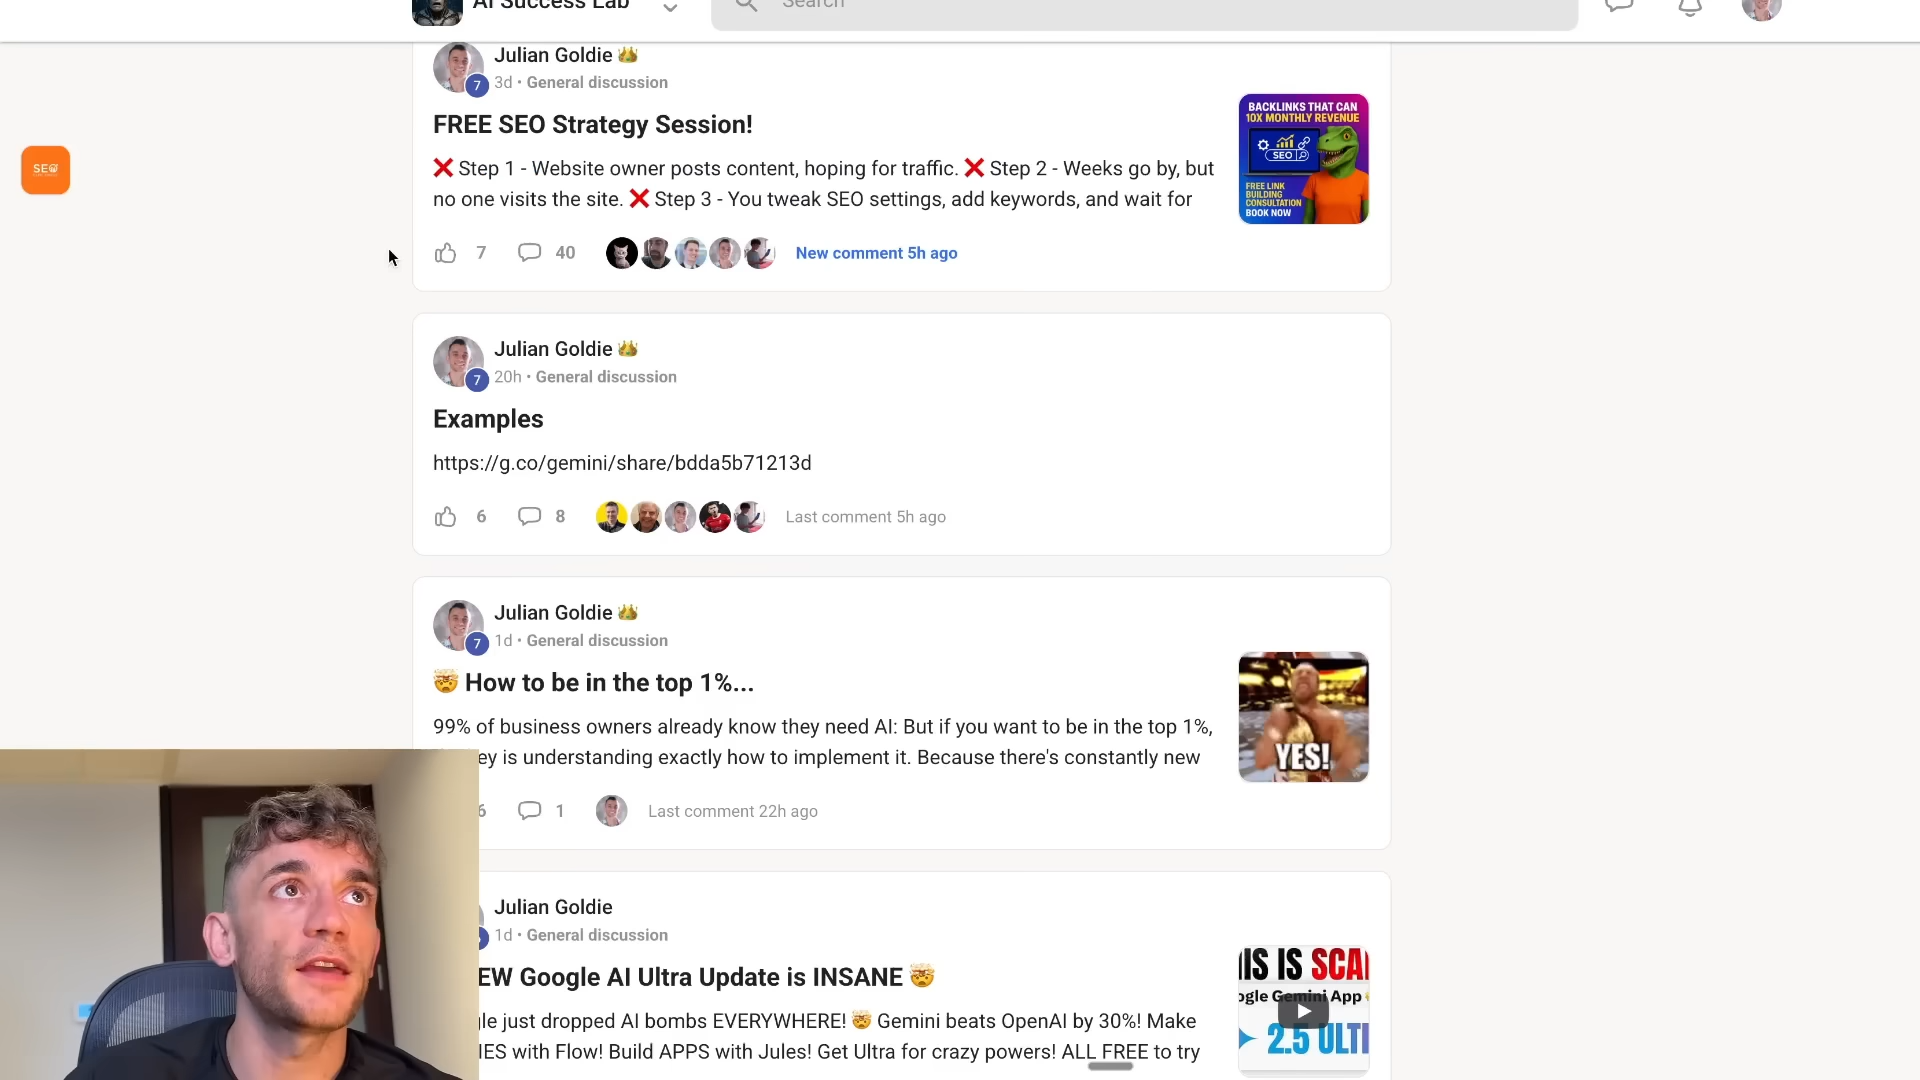 AI Success Lab
Search
Julian Goldie
7
3d • General discussion
FREE SEO Strategy Session!
❌ Step 1 - Website owner posts content, hoping for traffic. ❌ Step 2 - Weeks go by, but
no one visits the site. ❌ Step 3 - You tweak SEO settings, add keywords, and wait for
7
40
New comment 5h ago
BACKLINKS THAT CAN
10X MONTHLY REVENUE
SEO
FREE LINK
BUILDING
CONSULTATION
BOOK NOW
SEO
Julian Goldie
7
20h • General discussion
Examples
https://g.co/gemini/share/bdda5b71213d
6
8
Last comment 5h ago
Julian Goldie
7
1d • General discussion
🤯 How to be in the top 1%...
99% of business owners already know they need AI: But if you want to be in the top 1%,
ey is understanding exactly how to implement it. Because there's constantly new
6
1
Last comment 22h ago
YES!
Julian Goldie
1d • General discussion
EW Google AI Ultra Update is INSANE 🤯
le just dropped AI bombs EVERYWHERE! 🤯 Gemini beats OpenAI by 30%! Make
IES with Flow! Build APPS with Jules! Get Ultra for crazy powers! ALL FREE to try
IS IS SCA
ogle Gemini App
2.5 ULTI